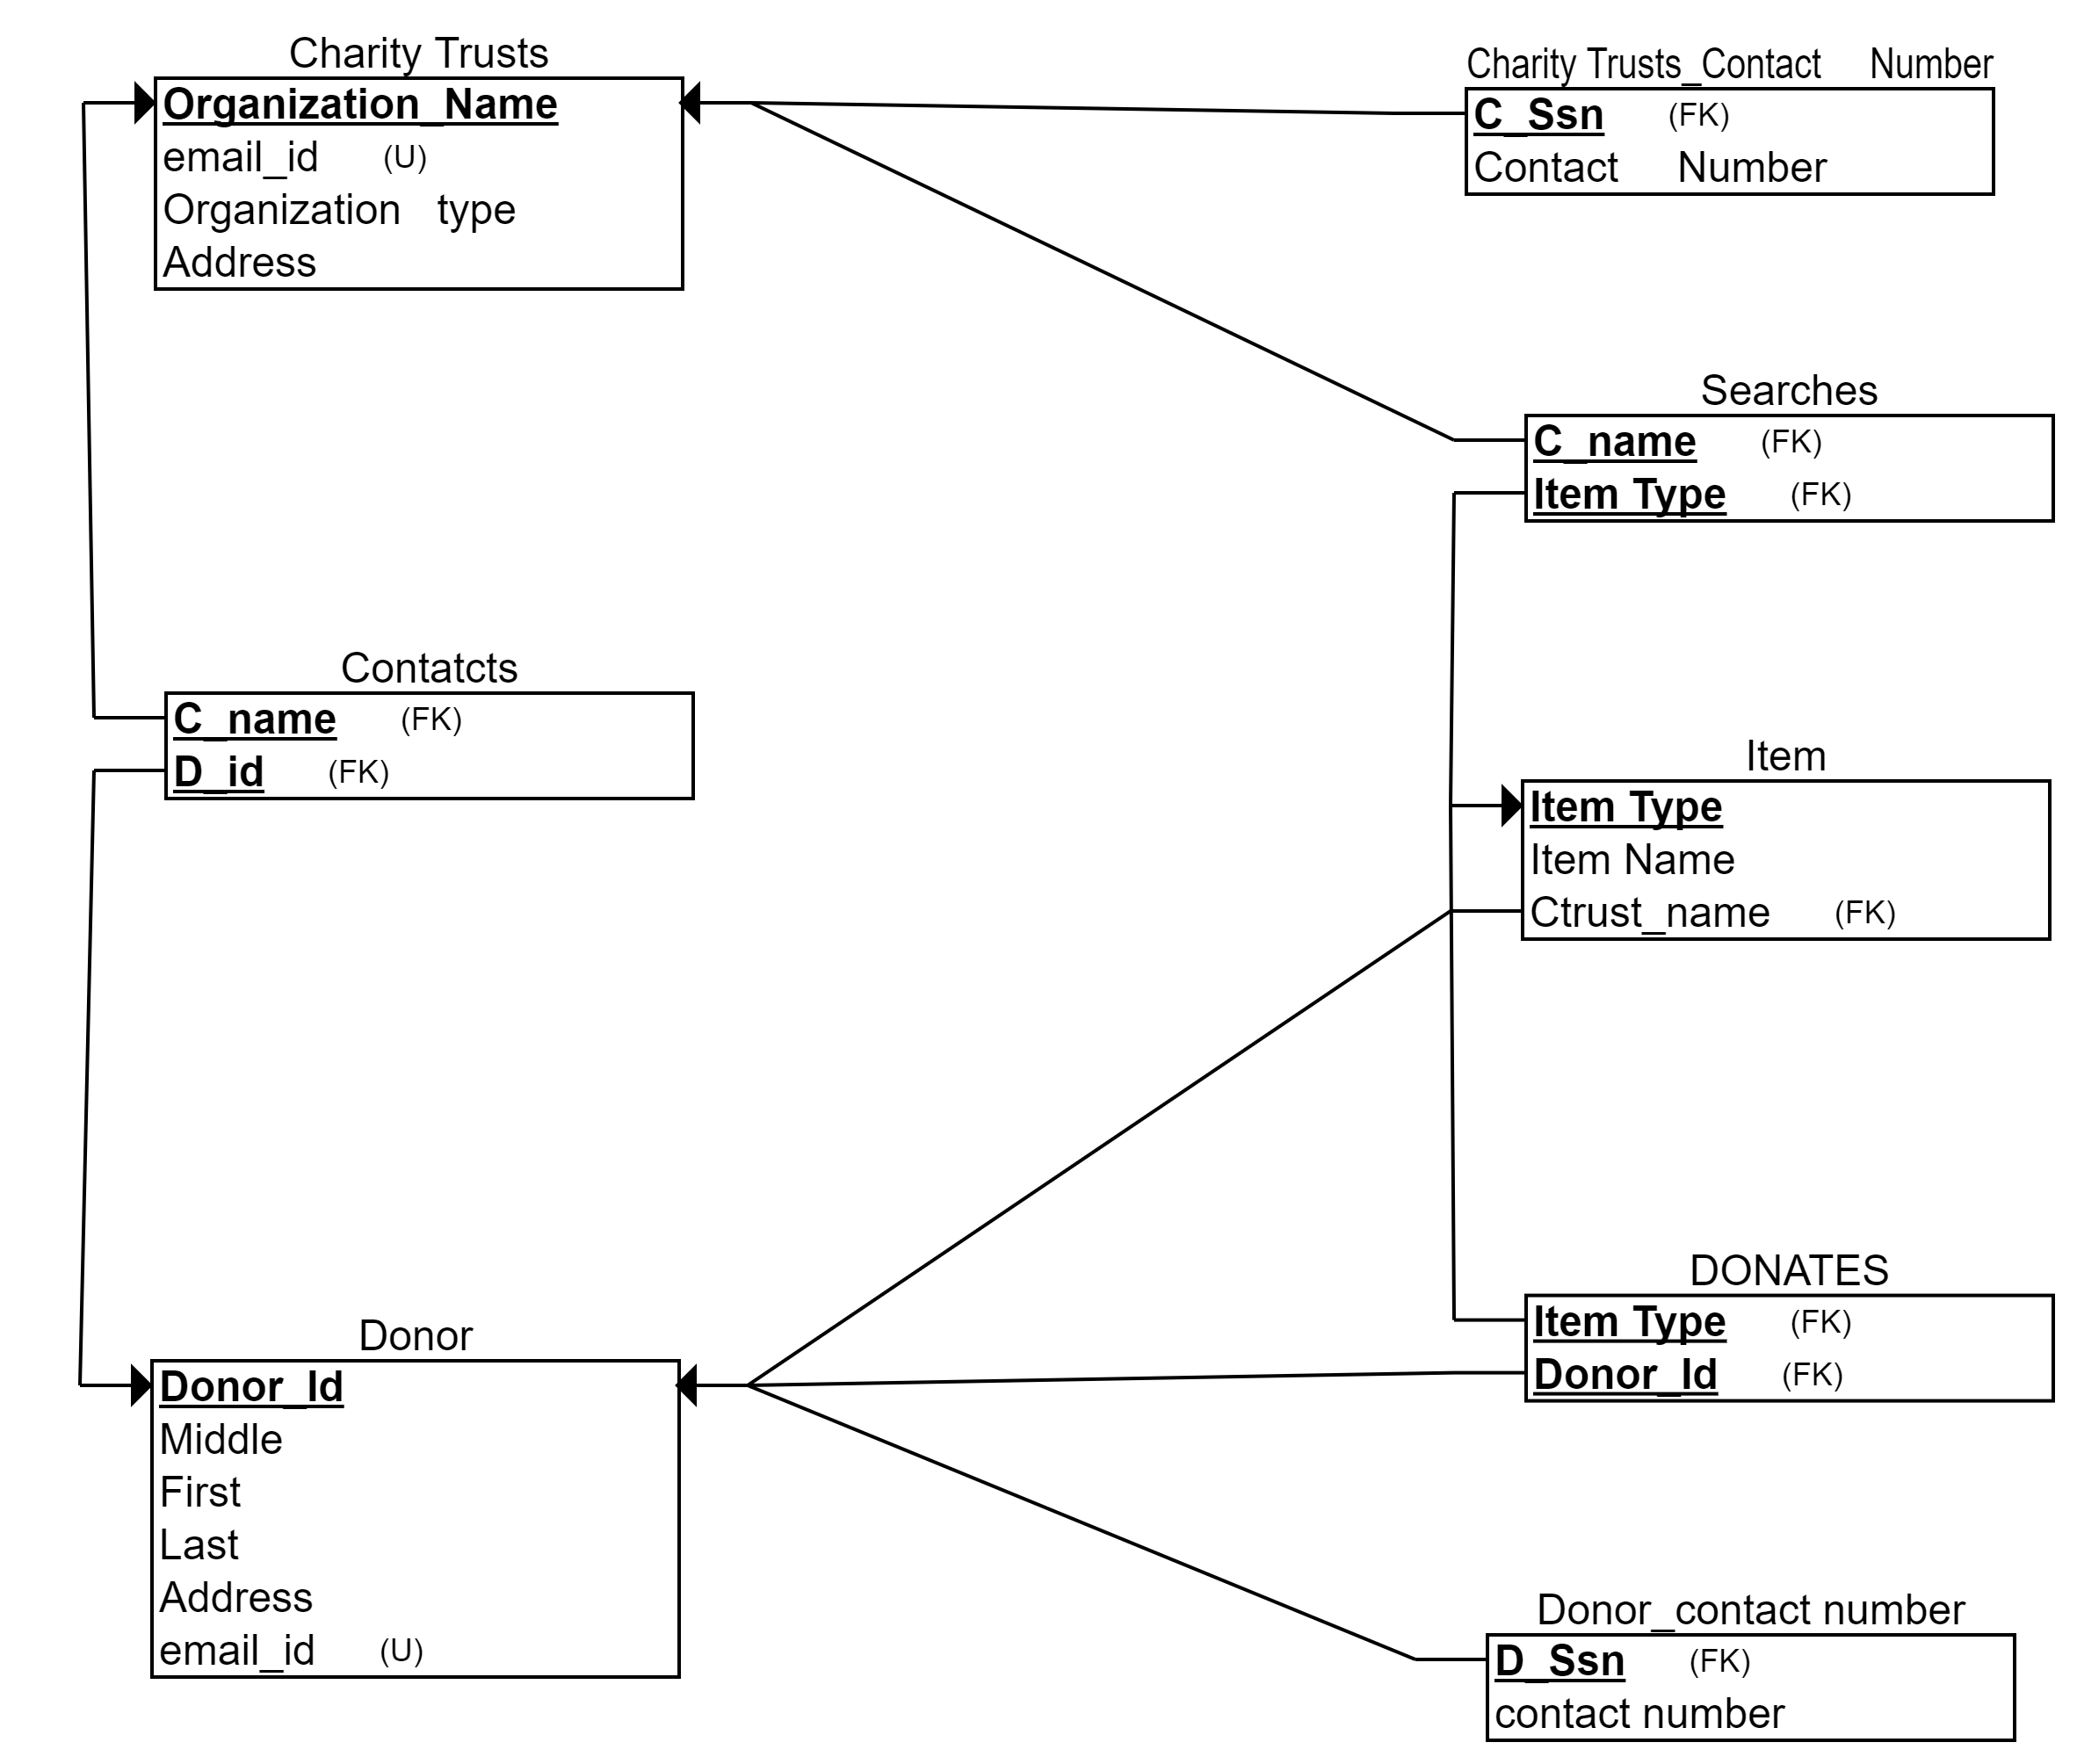 Charity Trusts
Organization_Name
email_id (U)
Organization type
Address
Charity Trusts_Contact Number
C_Ssn (FK)
Contact Number
Searches
C_name (FK)
Item Type (FK)
Contatcts
C_name (FK)
D_id (FK)
Item
Item Type
Item Name
Ctrust_name (FK)
DONATES
Item Type (FK)
Donor_Id (FK)
Donor
Donor_Id
Middle
First
Last
Address
email_id (U)
Donor_contact number
D_Ssn (FK)
contact number